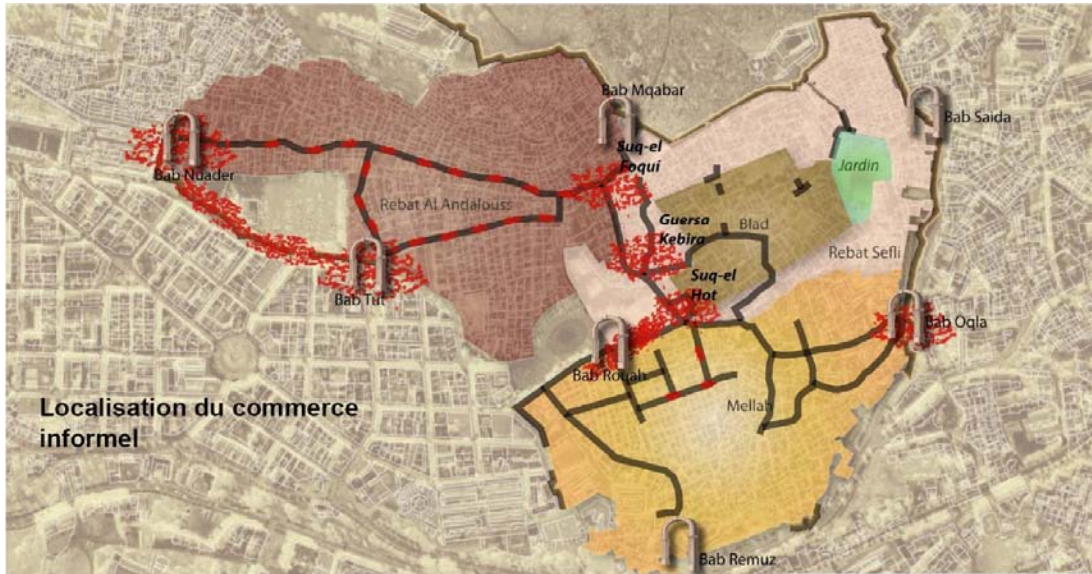 Bab Mqabar
Bab Saida
Suq-el
Foqui
Bab Nuader
Jardin
Rebat Al Andalouss
Guersa
Kebira
Blad
Rebat Sefli
Suq-el
Hot
Bab Tut
Bab Oqla
Bab Rouah
Mellah
Localisation du commerce
informel
Bab Remuz